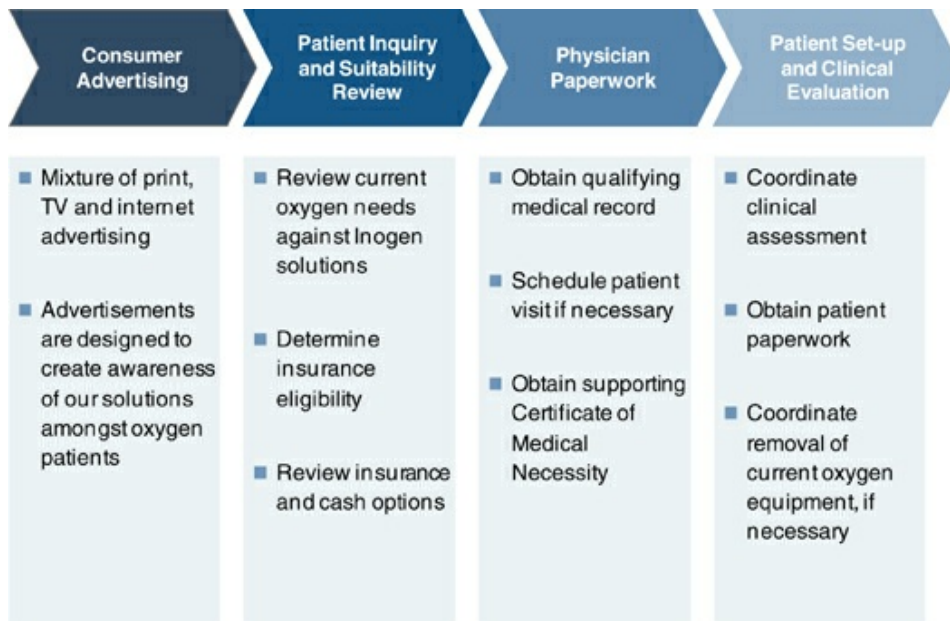 Consumer
Advertising
Patient Inquiry
and Suitability
Review
Physician
Paperwork
Patient Set-up
and Clinical
Evaluation
Mixture of print,
TV and internet
advertising
Advertisements
are designed to
create awareness
of our solutions
amongst oxygen
patients
Review current
oxygen needs
against Inogen
solutions
Determine
insurance
eligibility
Review insurance
and cash options
Obtain qualifying
medical record
Schedule patient
visit if necessary
Obtain supporting
Certificate of
Medical
Necessity
Coordinate
clinical
assessment
Obtain patient
paperwork
Coordinate
removal of
current oxygen
equipment, if
necessary